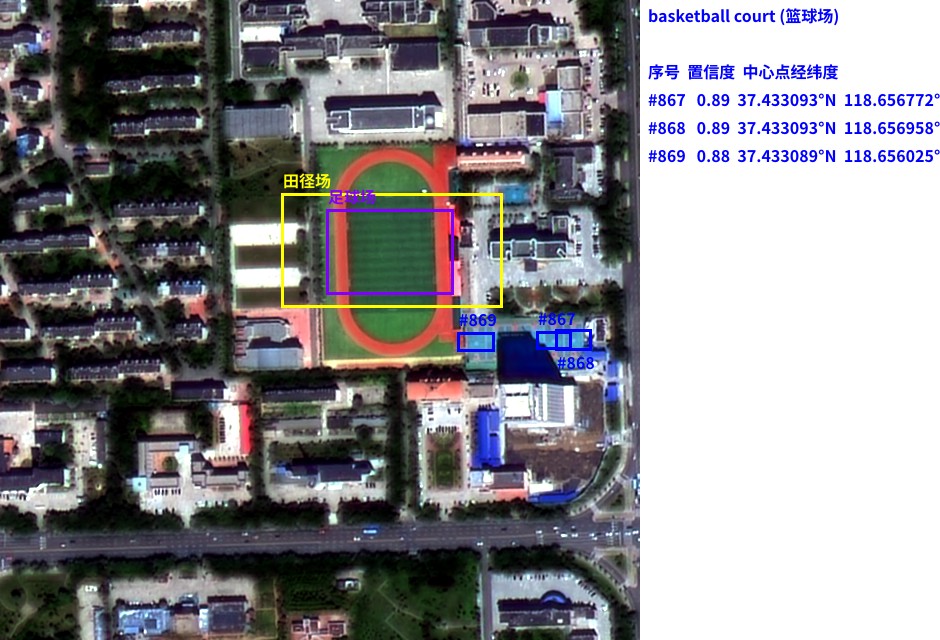 basketball court (篮球场)
序号 置信度 中心点经纬度
#867 0.89 37.433093°N 118.656772°
#868 0.89 37.433093°N 118.656958°
#869 0.88 37.433089°N 118.656025°
田径场
足球场
#869
#867
#868